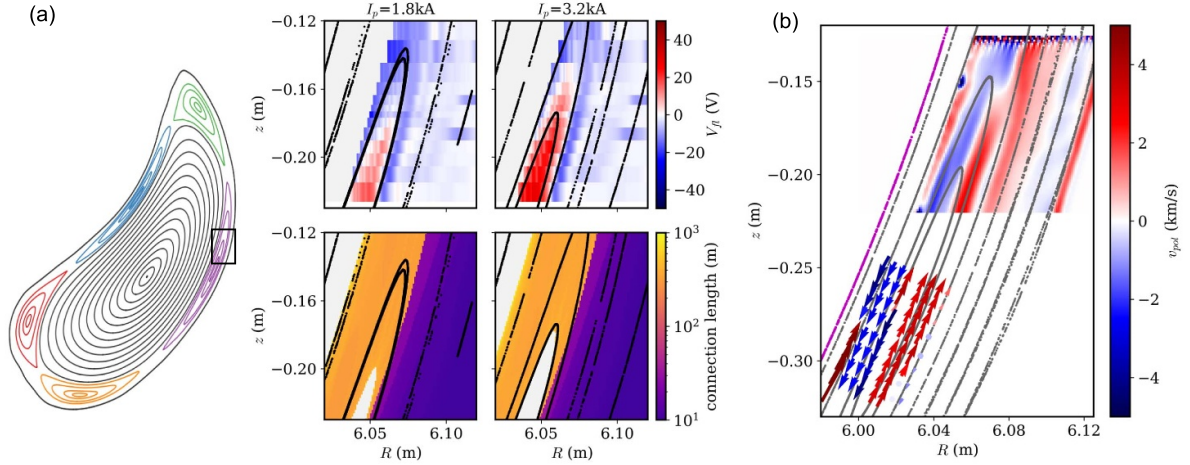 (a)
I_p=1.8kA
I_p=3.2kA
−0.12
−0.16
−0.20
z (m)
40
20
0
−20
−40
V_fl (V)
−0.12
−0.16
−0.20
z (m)
6.05 6.10
6.05 6.10
R (m)
10^3
10^2
10^1
connection length (m)
(b)
−0.15
−0.20
−0.25
−0.30
z (m)
6.00 6.04 6.08 6.12
R (m)
4
2
0
−2
−4
v_pol (km/s)